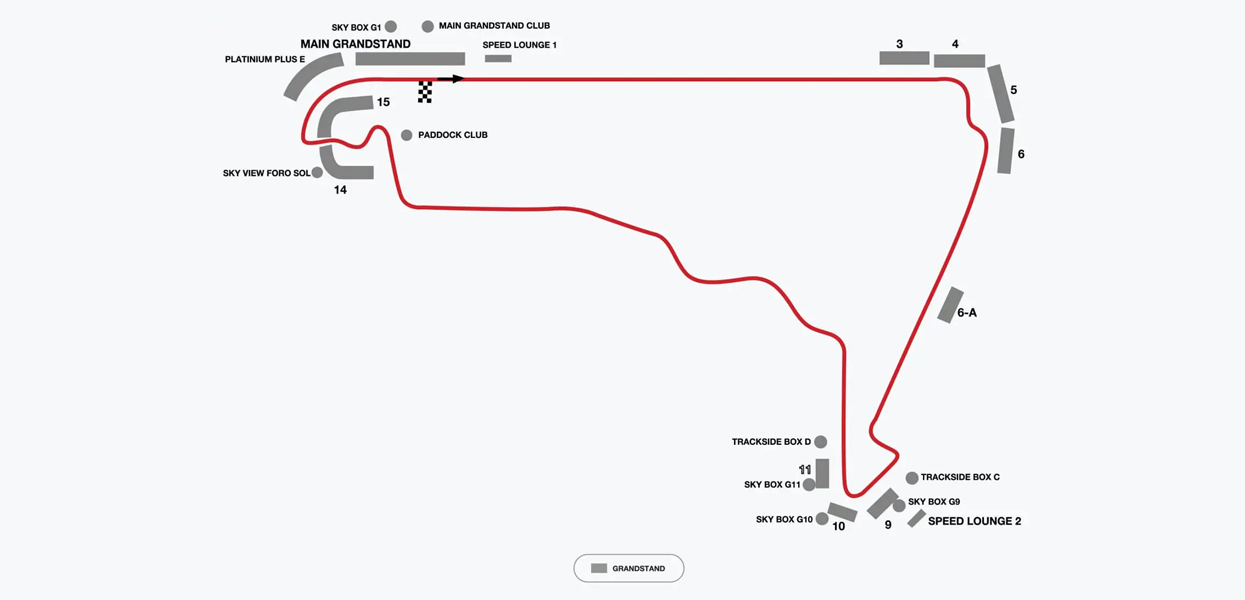 SKY BOX G1
MAIN GRANDSTAND CLUB
MAIN GRANDSTAND
SPEED LOUNGE 1
3
4
PLATINIUM PLUS E
5
15
PADDOCK CLUB
6
SKY VIEW FORO SOL
14
6-A
TRACKSIDE BOX D
11
SKY BOX G11
TRACKSIDE BOX C
SKY BOX G9
SKY BOX G10
10
9
SPEED LOUNGE 2
GRANDSTAND